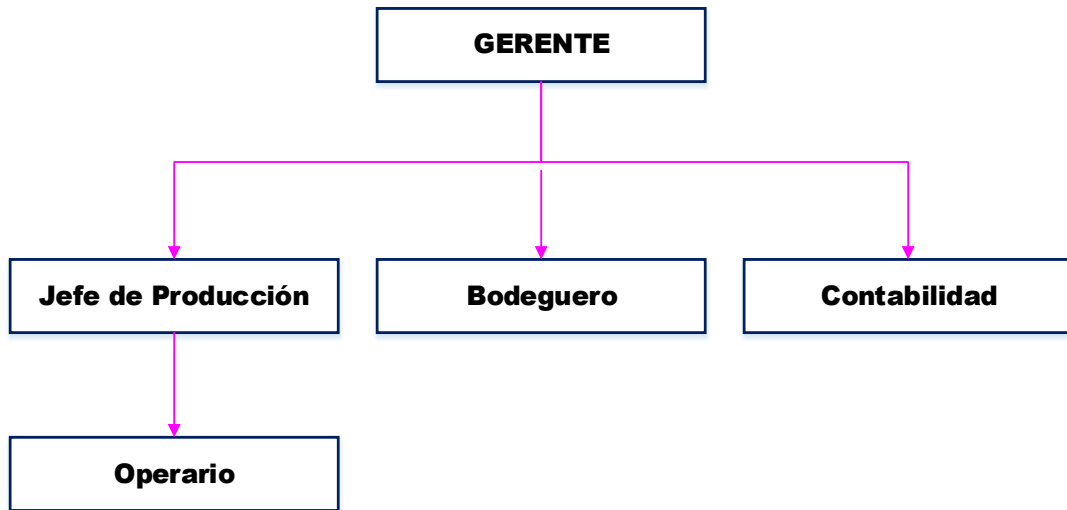 GERENTE
Jefe de Producción
Bodeguero
Contabilidad
Operario